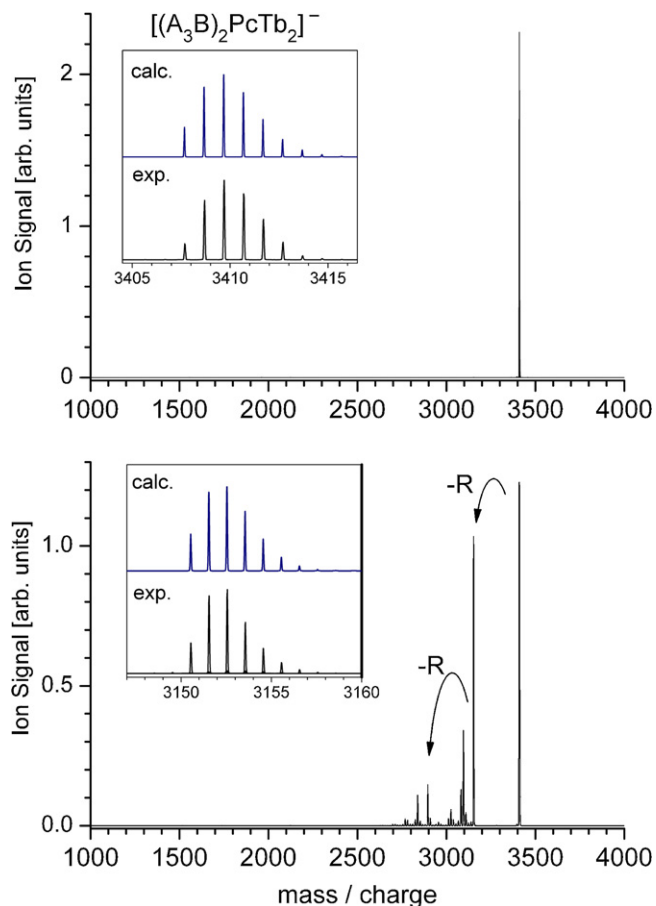 [(A₃B)₂PcTb₂]⁻
calc.
exp.
3405 3410 3415
Ion Signal [arb. units]
2
1
0
1000 1500 2000 2500 3000 3500 4000
calc.
exp.
3150 3155 3160
-R
-R
Ion Signal [arb. units]
1.0
0.5
0.0
1000 1500 2000 2500 3000 3500 4000
mass / charge